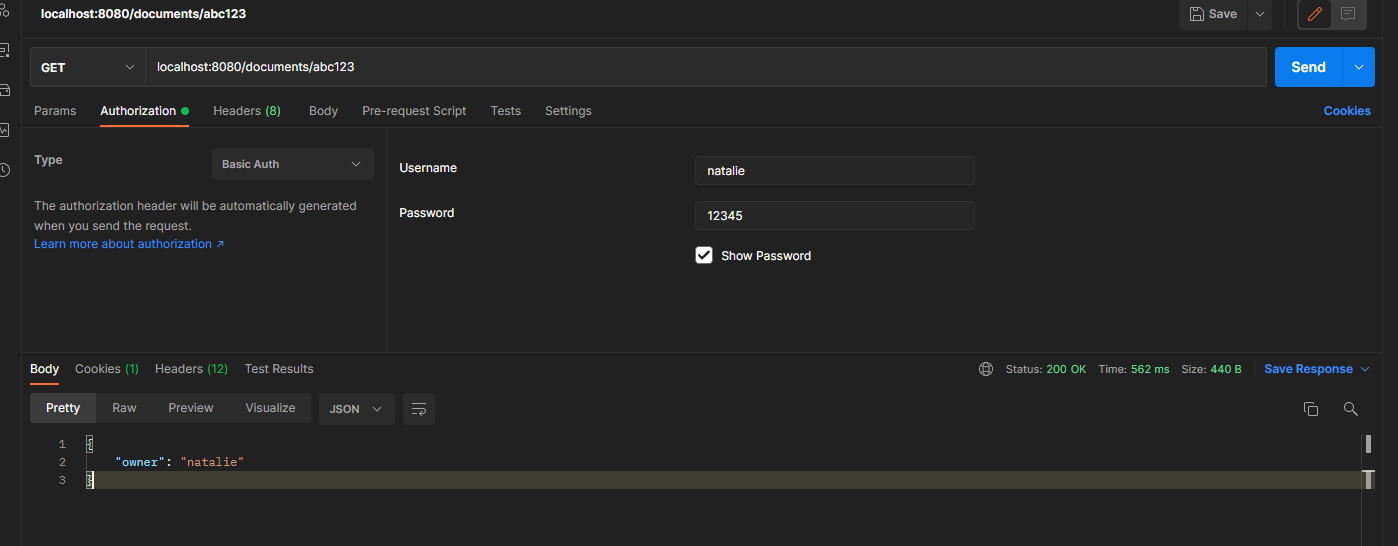 localhost:8080/documents/abc123
Save
GET
localhost:8080/documents/abc123
Send
Params Authorization Headers (8) Body Pre-request Script Tests Settings Cookies
Type Basic Auth
The authorization header will be automatically generated
when you send the request.
Learn more about authorization ↗
Username natalie
Password 12345
Show Password
Body Cookies (1) Headers (12) Test Results Status: 200 OK Time: 562 ms Size: 440 B Save Response
Pretty Raw Preview Visualize JSON
1 {
2 "owner": "natalie"
3 }